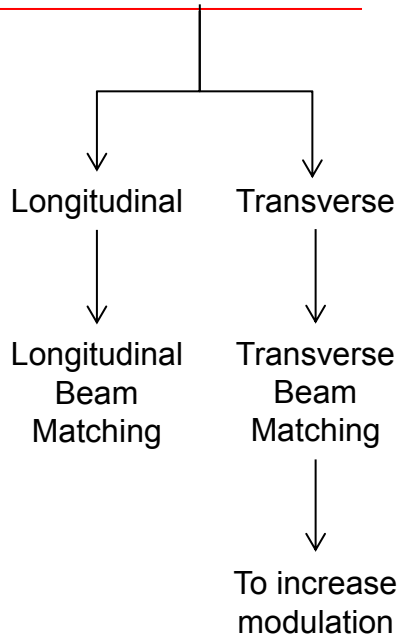 Longitudinal
Transverse
Longitudinal
Beam
Matching
Transverse
Beam
Matching
To increase
modulation